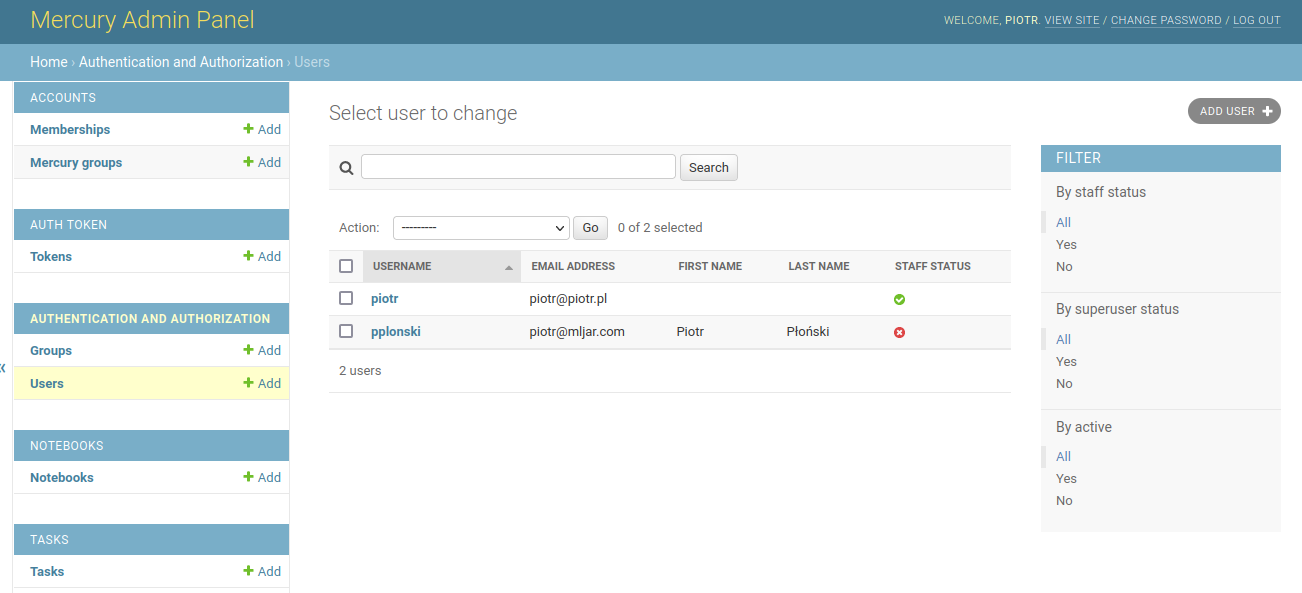 Mercury Admin Panel
WELCOME, PIOTR. VIEW SITE / CHANGE PASSWORD / LOG OUT
Home › Authentication and Authorization › Users
ACCOUNTS
Memberships + Add
Mercury groups + Add
AUTH TOKEN
Tokens + Add
AUTHENTICATION AND AUTHORIZATION
Groups + Add
Users + Add
NOTEBOOKS
Notebooks + Add
TASKS
Tasks + Add
«
Select user to change
ADD USER +
Search
Action: --------- Go 0 of 2 selected
USERNAME EMAIL ADDRESS FIRST NAME LAST NAME STAFF STATUS
piotr piotr@piotr.pl
pplonski piotr@mljar.com Piotr Płoński
2 users
FILTER
By staff status
All
Yes
No
By superuser status
All
Yes
No
By active
All
Yes
No